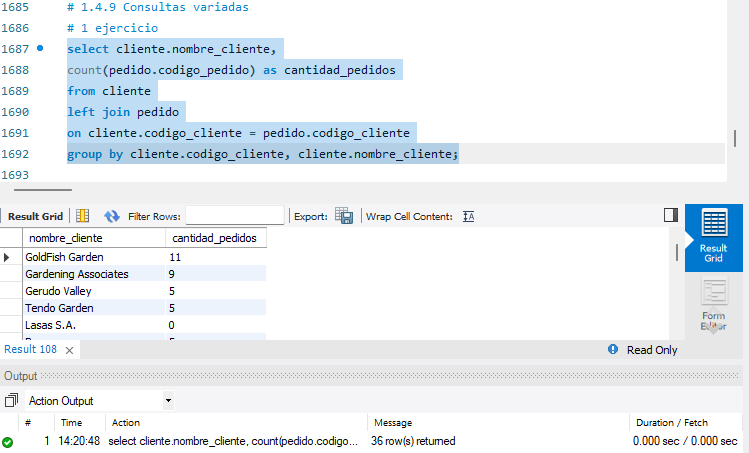 1685 # 1.4.9 Consultas variadas
1686 # 1 ejercicio
1687 select cliente.nombre_cliente,
1688 count(pedido.codigo_pedido) as cantidad_pedidos
1689 from cliente
1690 left join pedido
1691 on cliente.codigo_cliente = pedido.codigo_cliente
1692 group by cliente.codigo_cliente, cliente.nombre_cliente;
1693
Result Grid Filter Rows: Export: Wrap Cell Content: IA
nombre_cliente cantidad_pedidos
GoldFish Garden 11
Gardening Associates 9
Gerudo Valley 5
Tendo Garden 5
Lasas S.A. 0
Result
Grid
Form
Editor
Result 108 × Read Only
Output
Action Output
# Time Action Message Duration / Fetch
1 14:20:48 select cliente.nombre_cliente, count(pedido.codigo... 36 row(s) returned 0.000 sec / 0.000 sec